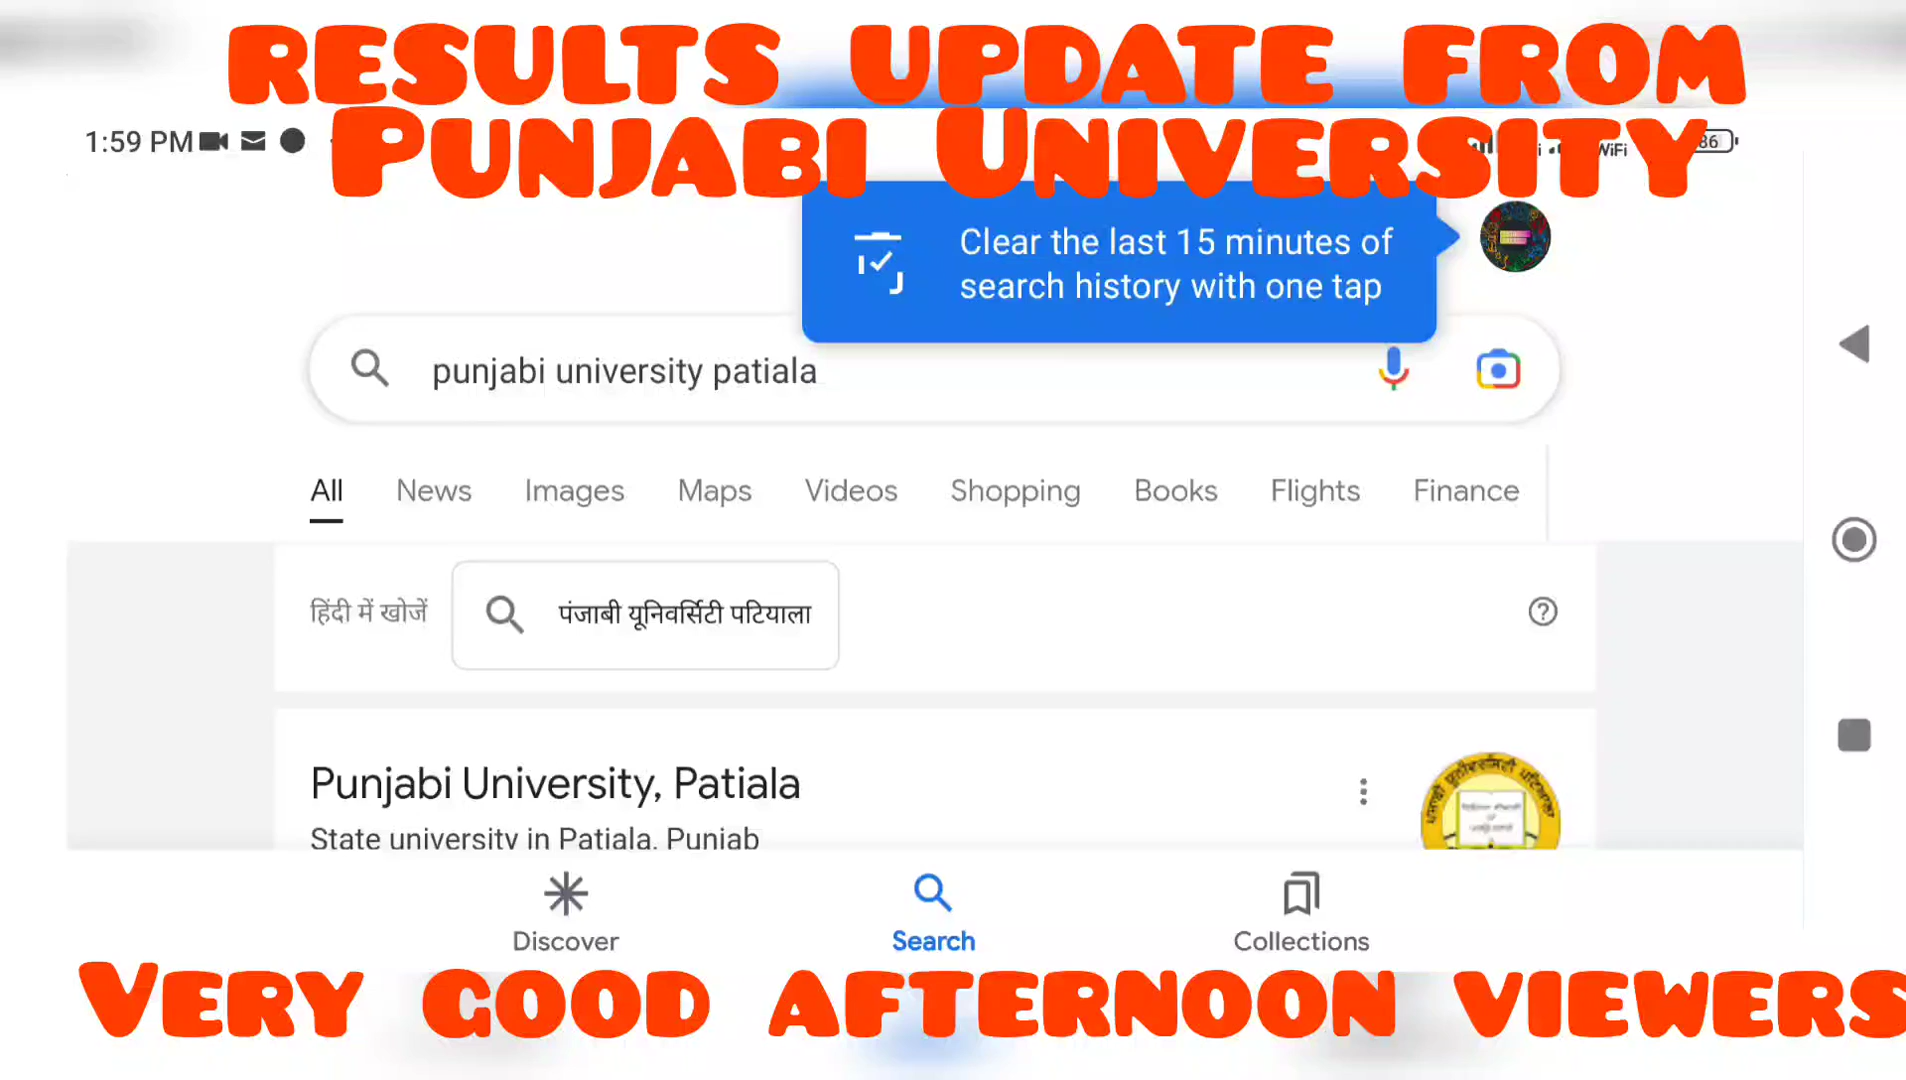 RESULTS UPDATE FROM
PUNJABI UNIVERSITY
1:59 PM
WiFi
86
Clear the last 15 minutes of
search history with one tap
punjabi university patiala
All News Images Maps Videos Shopping Books Flights Finance
हिंदी में खोजें
पंजाबी यूनिवर्सिटी पटियाला
Punjabi University, Patiala
State university in Patiala, Punjab
Discover Search Collections
VERY GOOD AFTERNOON VIEWERS